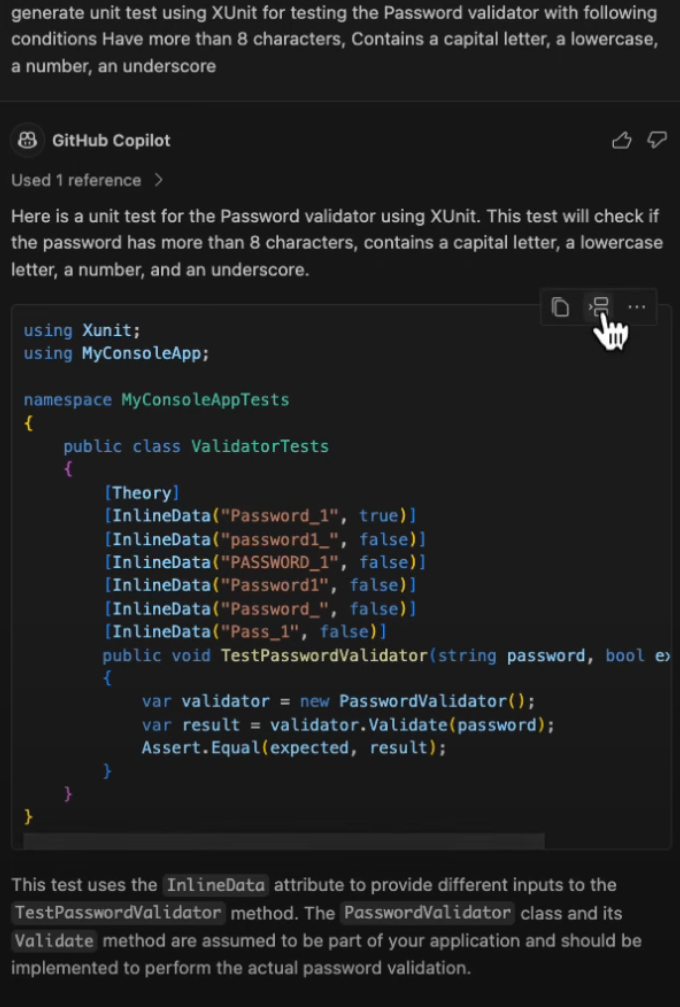 generate unit test using XUnit for testing the Password validator with following
conditions Have more than 8 characters, Contains a capital letter, a lowercase,
a number, an underscore
GitHub Copilot
Used 1 reference
Here is a unit test for the Password validator using XUnit. This test will check if
the password has more than 8 characters, contains a capital letter, a lowercase
letter, a number, and an underscore.
using Xunit;
using MyConsoleApp;
namespace MyConsoleAppTests
{
public class ValidatorTests
{
[Theory]
[InlineData("Password_1", true)]
[InlineData("password1_", false)]
[InlineData("PASSWORD_1", false)]
[InlineData("Password1", false)]
[InlineData("Password_", false)]
[InlineData("Pass_1", false)]
public void TestPasswordValidator(string password, bool ex
{
var validator = new PasswordValidator();
var result = validator.Validate(password);
Assert.Equal(expected, result);
}
}
}
This test uses the InlineData attribute to provide different inputs to the
TestPasswordValidator method. The PasswordValidator class and its
Validate method are assumed to be part of your application and should be
implemented to perform the actual password validation.